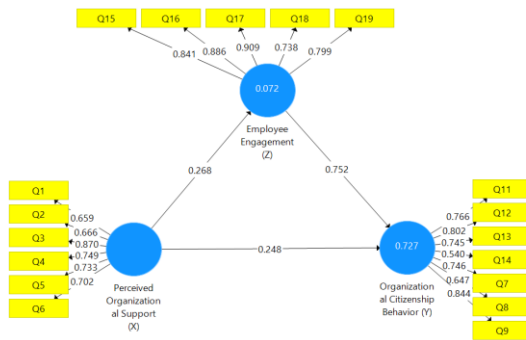 Q15 Q16 Q17 Q18 Q19
0.841 0.886 0.909 0.738 0.799
0.072
Employee
Engagement
(Z)
0.268
0.752
Q1
Q2
Q3
Q4
Q5
Q6
0.659
0.666
0.870
0.749
0.733
0.702
Perceived
Organization
al Support
(X)
0.248
0.727
Organization
al Citizenship
Behavior (Y)
0.766
0.802
0.745
0.540
0.746
0.647
0.844
Q11
Q12
Q13
Q14
Q7
Q8
Q9